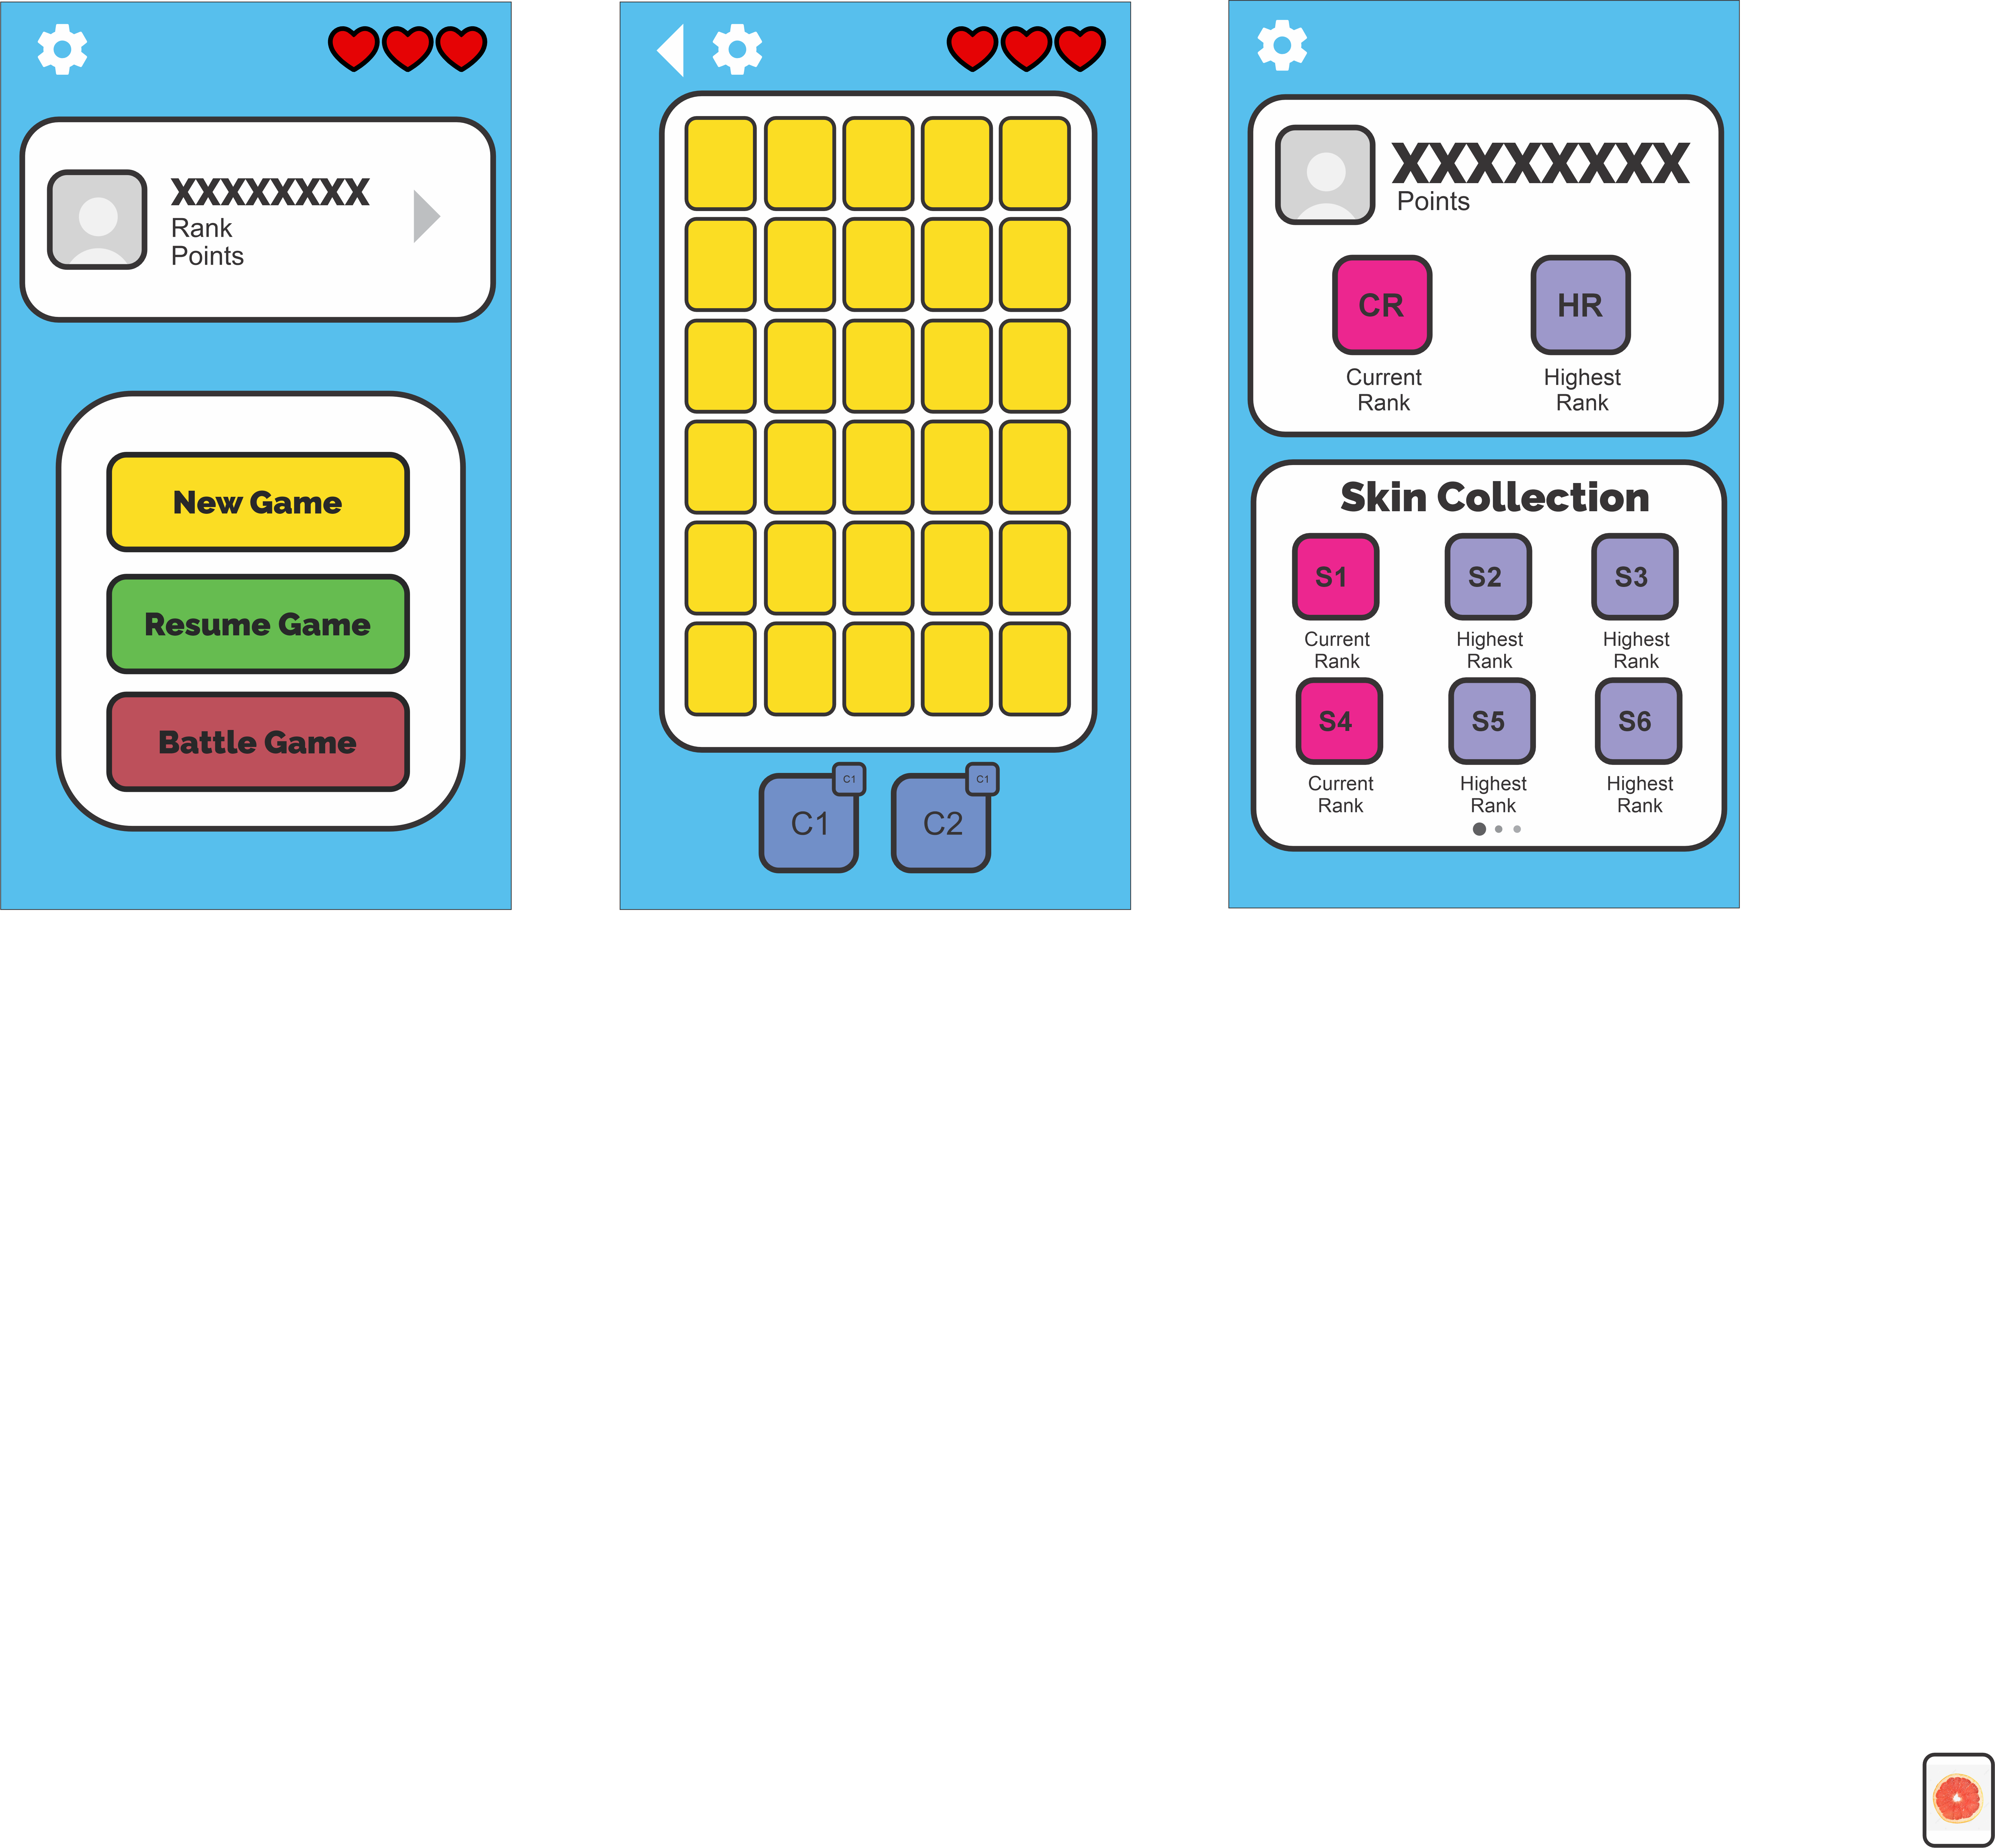 XXXXXXXX
Rank
Points
New Game
Resume Game
Battle Game
C1
C1
C1
C2
XXXXXXXX
Points
CR
HR
Current
Rank
Highest
Rank
Skin Collection
S1
S2
S3
Current
Rank
Highest
Rank
Highest
Rank
S4
S5
S6
Current
Rank
Highest
Rank
Highest
Rank